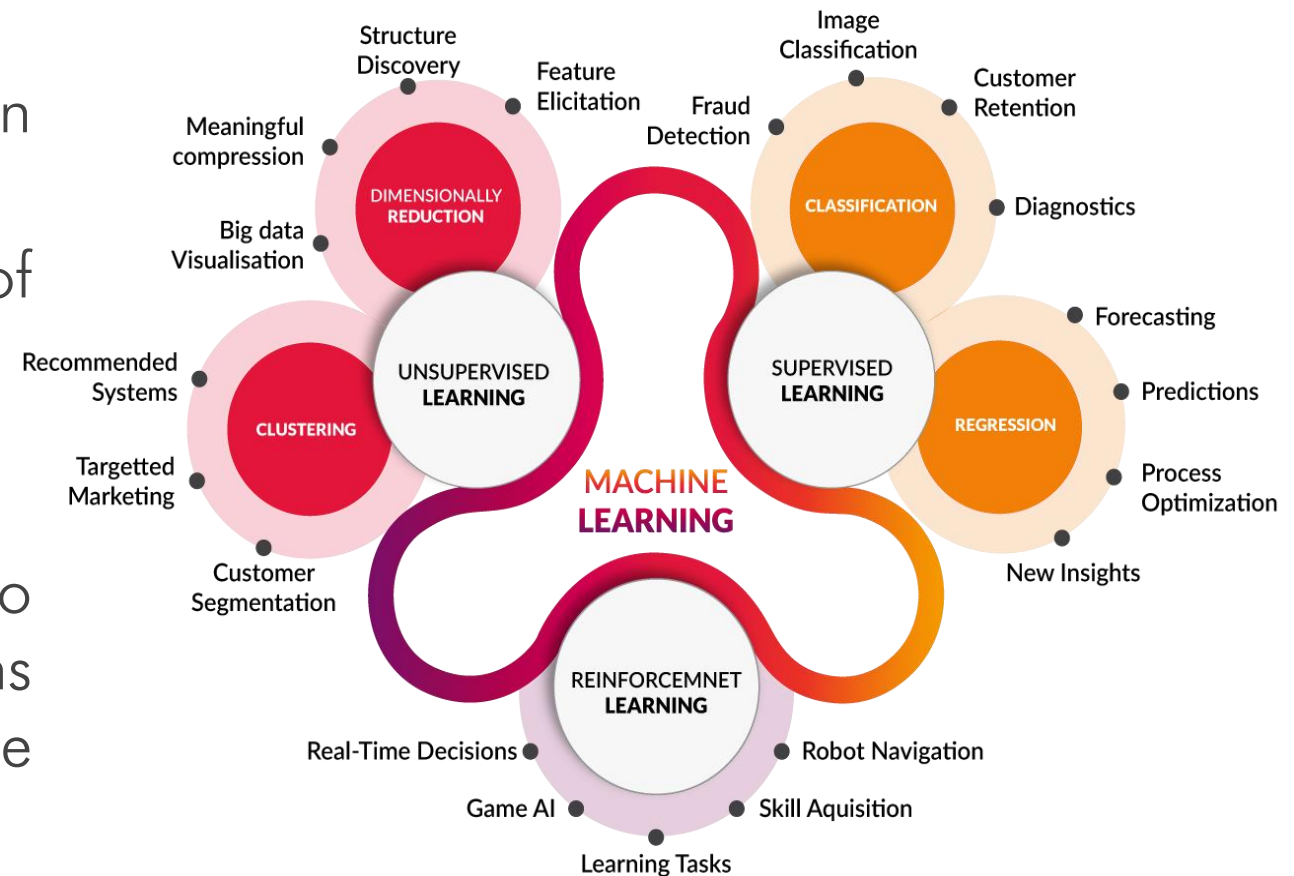 n
of
o
ns
e
Structure
Discovery
Feature
Elicitation
Meaningful
compression
Big data
Visualisation
DIMENSIONALLY
REDUCTION
Recommended
Systems
Targetted
Marketing
Customer
Segmentation
CLUSTERING
UNSUPERVISED
LEARNING
Image
Classification
Customer
Retention
Fraud
Detection
Diagnostics
CLASSIFICATION
SUPERVISED
LEARNING
Forecasting
Predictions
Process
Optimization
New Insights
REGRESSION
MACHINE
LEARNING
REINFORCEMNET
LEARNING
Real-Time Decisions
Game AI
Learning Tasks
Skill Aquisition
Robot Navigation